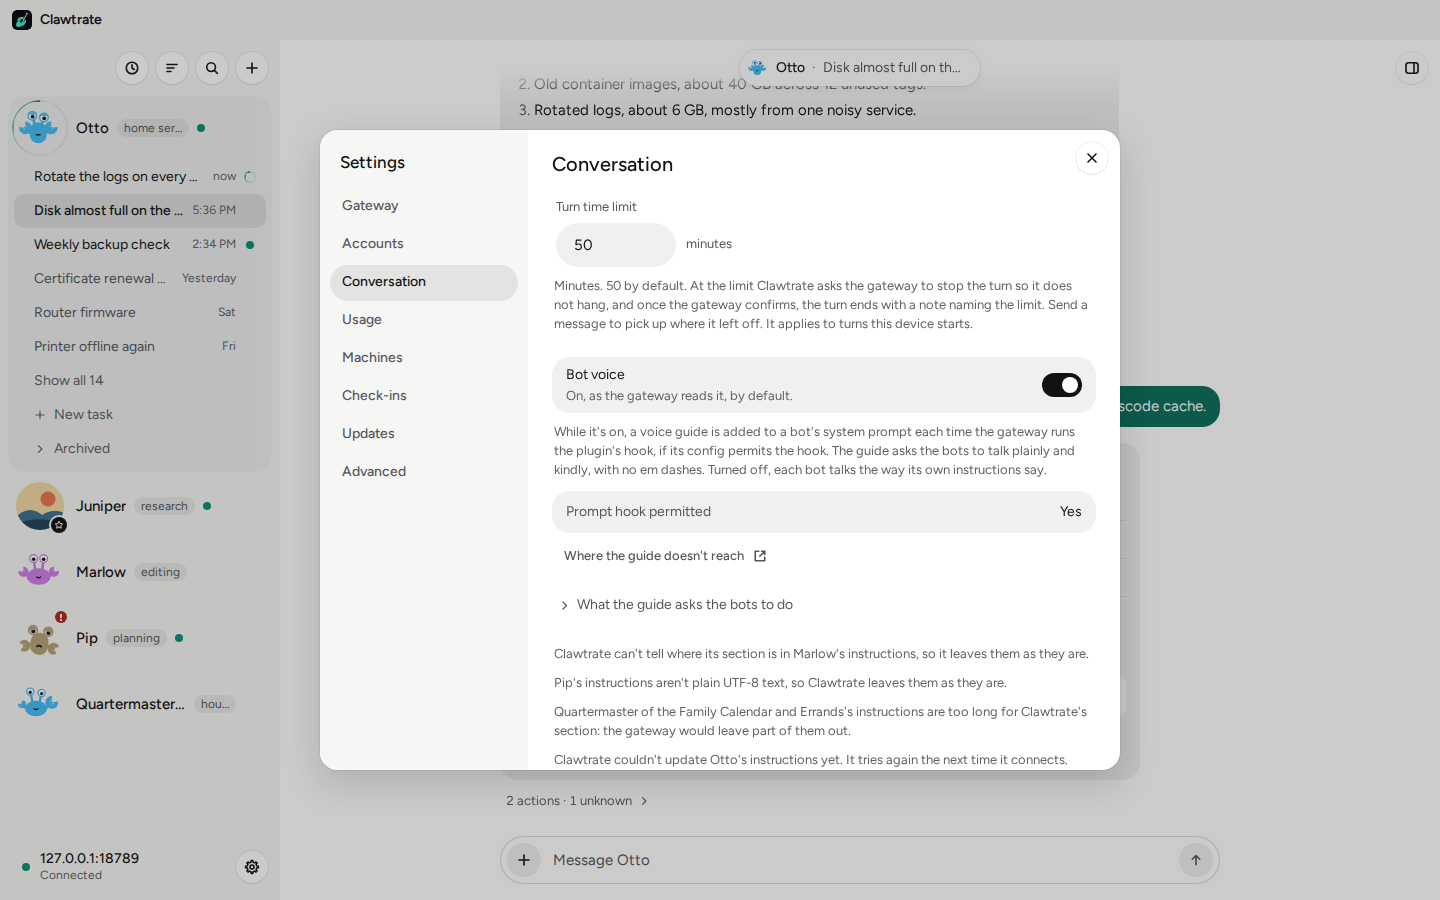 Clawtrate
Otto home ser...
Rotate the logs on every ... now
Disk almost full on the ... 5:36 PM
Weekly backup check 2:34 PM
Certificate renewal ... Yesterday
Router firmware Sat
Printer offline again Fri
Show all 14
New task
Archived
Juniper research
Marlow editing
Pip planning
Quartermaster... hou...
127.0.0.1:18789
Connected
Otto · Disk almost full on th...
2. Old container images, about 40 GB across 12 unused tags.
3. Rotated logs, about 6 GB, mostly from one noisy service.
scode cache.
Settings
Gateway
Accounts
Conversation
Usage
Machines
Check-ins
Updates
Advanced
Conversation
Turn time limit
50 minutes
Minutes. 50 by default. At the limit Clawtrate asks the gateway to stop the turn so it does
not hang, and once the gateway confirms, the turn ends with a note naming the limit. Send a
message to pick up where it left off. It applies to turns this device starts.
Bot voice
On, as the gateway reads it, by default.
While it's on, a voice guide is added to a bot's system prompt each time the gateway runs
the plugin's hook, if its config permits the hook. The guide asks the bots to talk plainly and
kindly, with no em dashes. Turned off, each bot talks the way its own instructions say.
Prompt hook permitted Yes
Where the guide doesn't reach
What the guide asks the bots to do
Clawtrate can't tell where its section is in Marlow's instructions, so it leaves them as they are.
Pip's instructions aren't plain UTF-8 text, so Clawtrate leaves them as they are.
Quartermaster of the Family Calendar and Errands's instructions are too long for Clawtrate's
section: the gateway would leave part of them out.
Clawtrate couldn't update Otto's instructions yet. It tries again the next time it connects.
2 actions · 1 unknown
Message Otto